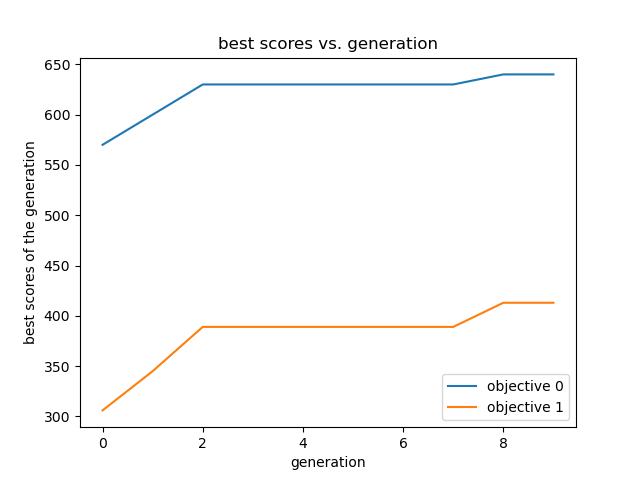 best scores vs. generation
best scores of the generation
650
600
550
500
450
400
350
300
0
2
4
6
8
generation
objective 0
objective 1